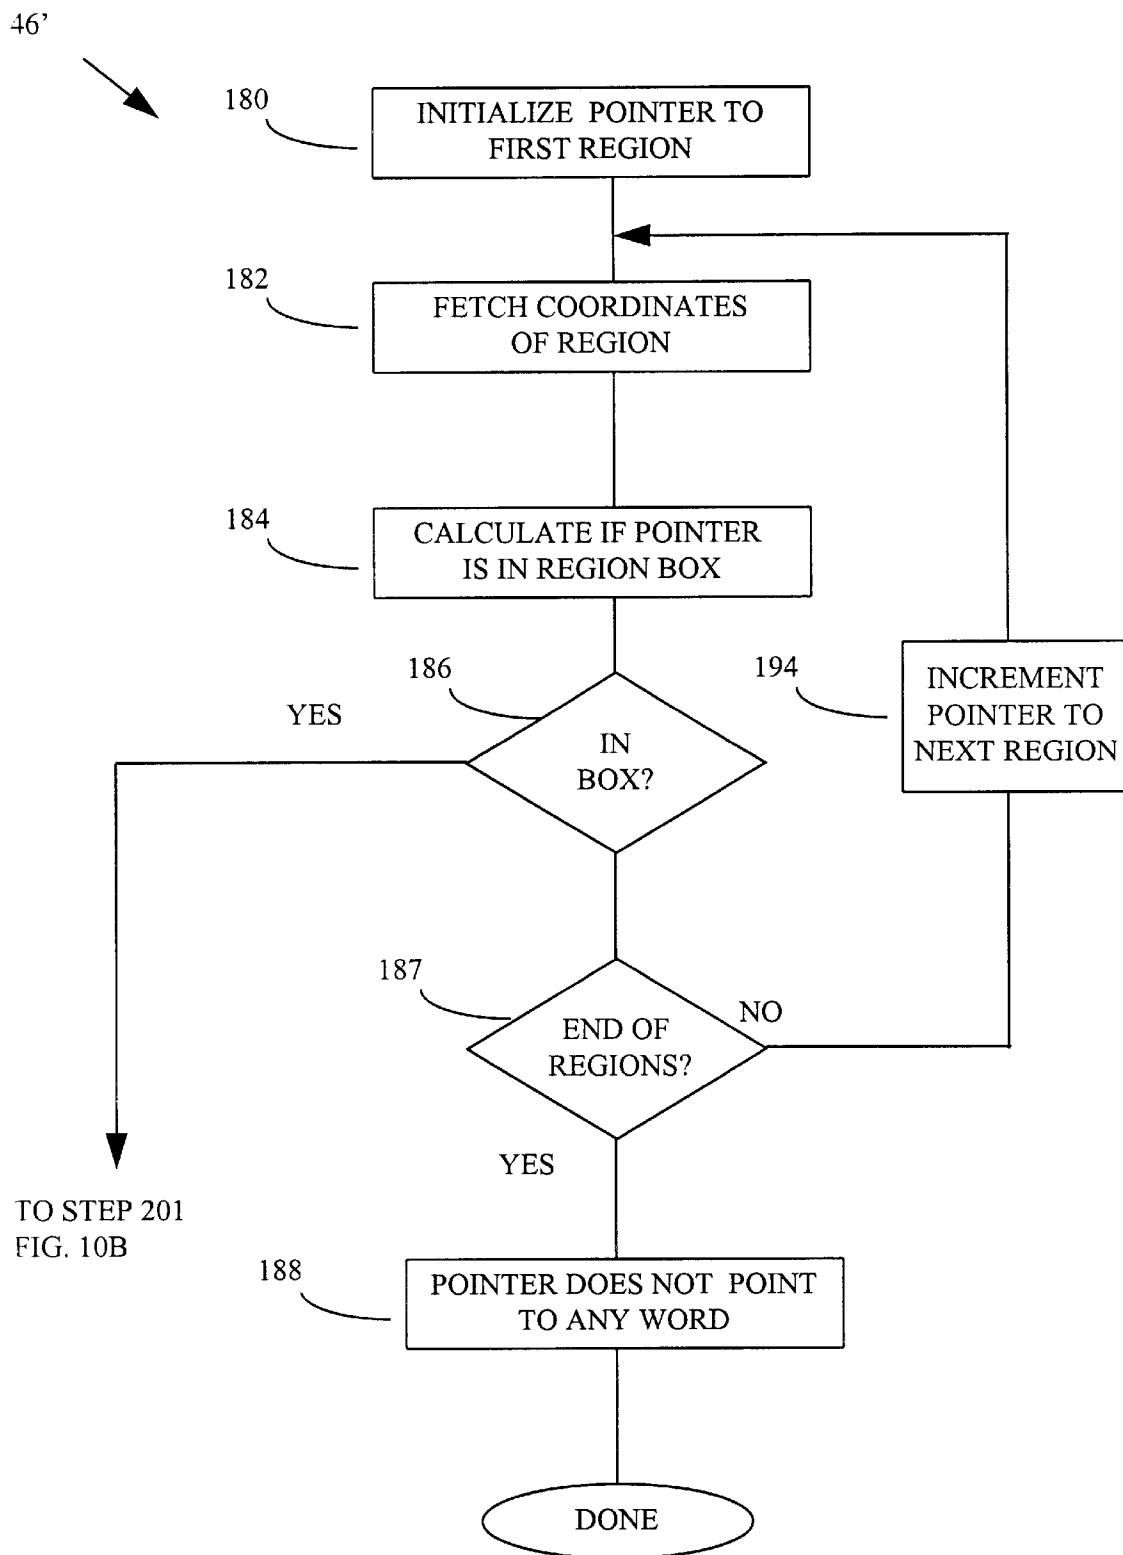 46’
180
INITIALIZE POINTER TO
FIRST REGION
182
FETCH COORDINATES
OF REGION
184
CALCULATE IF POINTER
IS IN REGION BOX
186
YES
IN
BOX?
194
INCREMENT
POINTER TO
NEXT REGION
187
END OF
REGIONS?
NO
YES
TO STEP 201
FIG. 10B
188
POINTER DOES NOT POINT
TO ANY WORD
DONE